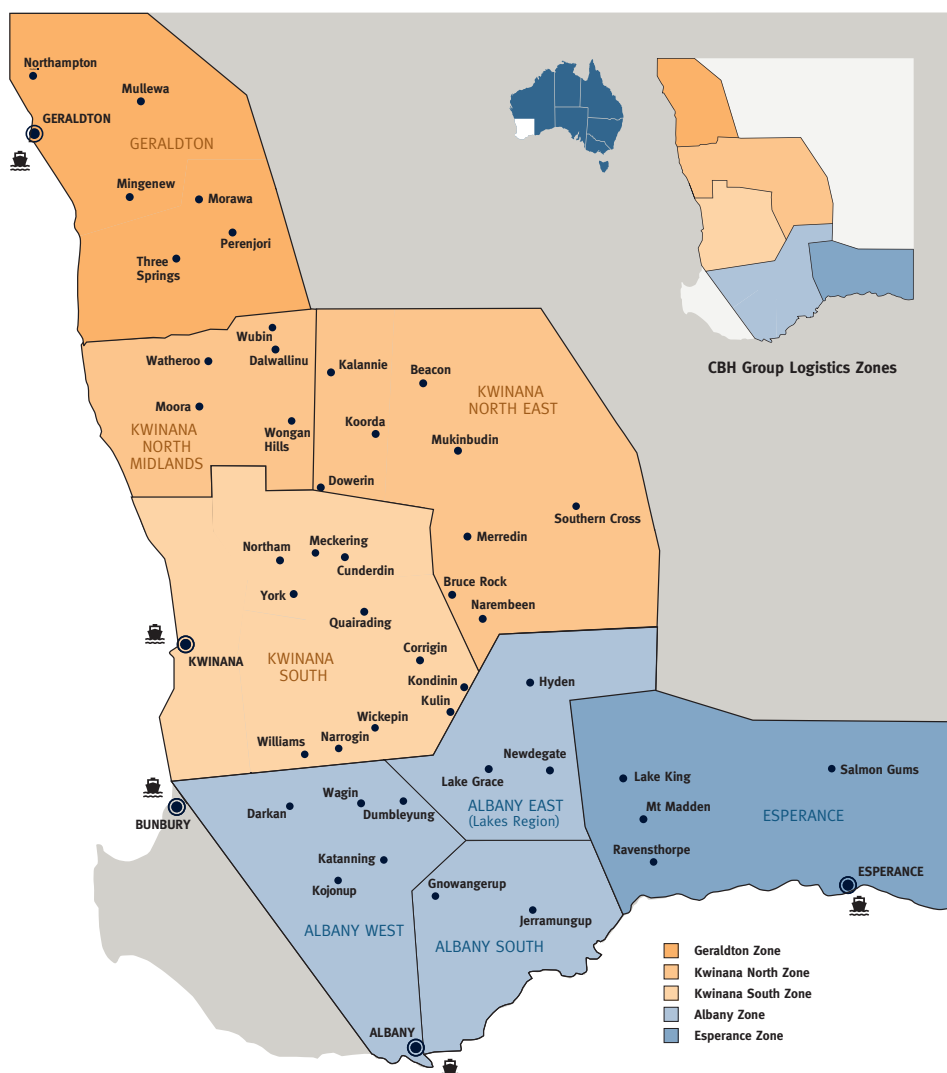 Northampton
Mullewa
GERALDTON
GERALDTON
Mingenew
Morawa
Perenjori
Three
Springs
CBH Group Logistics Zones
Wubin
Watheroo
Dalwallinu
Kalannie
Beacon
Moora
KWINANA
NORTH EAST
Koorda
KWINANA
NORTH
MIDLANDS
Wongan
Hills
Mukinbudin
Dowerin
Southern Cross
Meckering
Northam
Merredin
Cunderdin
York
Bruce Rock
Narembeen
Quairading
Corrigin
KWINANA
KWINANA
SOUTH
Kondinin
Hyden
Kulin
Wickepin
Williams
Narrogin
Newdegate
Lake Grace
Lake King
Salmon Gums
Wagin
Darkan
Dumbleyung
ALBANY EAST
(Lakes Region)
Mt Madden
ESPERANCE
BUNBURY
Ravensthorpe
Katanning
Kojonup
Gnowangerup
ESPERANCE
Jerramungup
ALBANY WEST
ALBANY SOUTH
ALBANY
Geraldton Zone
Kwinana North Zone
Kwinana South Zone
Albany Zone
Esperance Zone